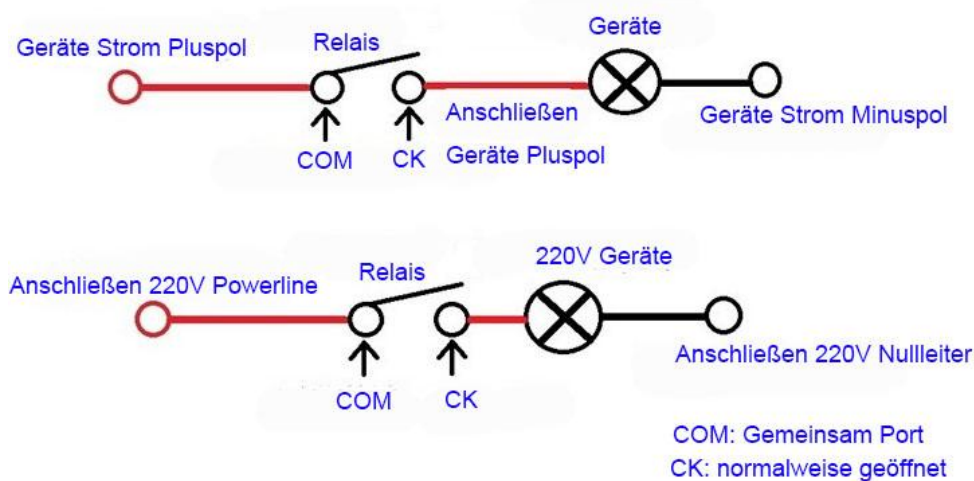 Geräte
Geräte Strom Pluspol
Relais
Anschließen
Geräte Strom Minuspol
COM
CK
Geräte Pluspol
220V Geräte
Relais
Anschließen 220V Powerline
Anschließen 220V Nullleiter
COM
CK
COM: Gemeinsam Port
CK: normalweise geöffnet